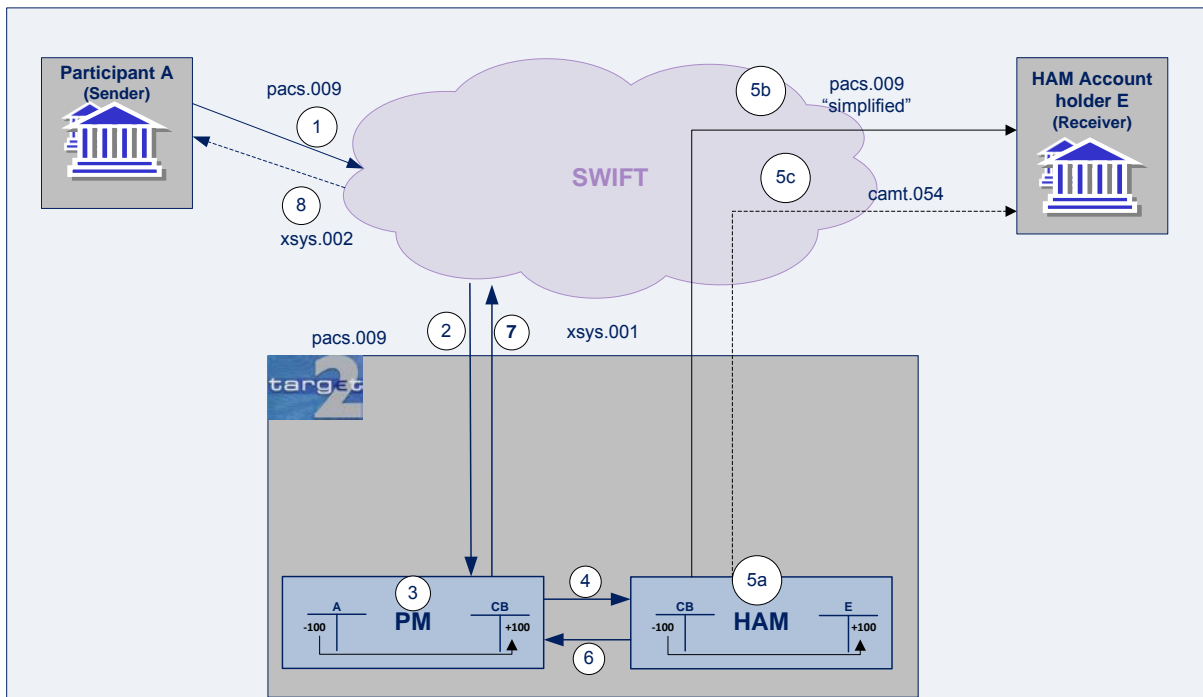 Participant A
(Sender)
pacs.009
1
8
xsys.002
SWIFT
5b
pacs.009
“simplified”
5c
camt.054
HAM Account
holder E
(Receiver)
pacs.009
2
7
xsys.001
target
2
3
A
CB
-100
PM
+100
4
6
5a
CB
E
-100
HAM
+100